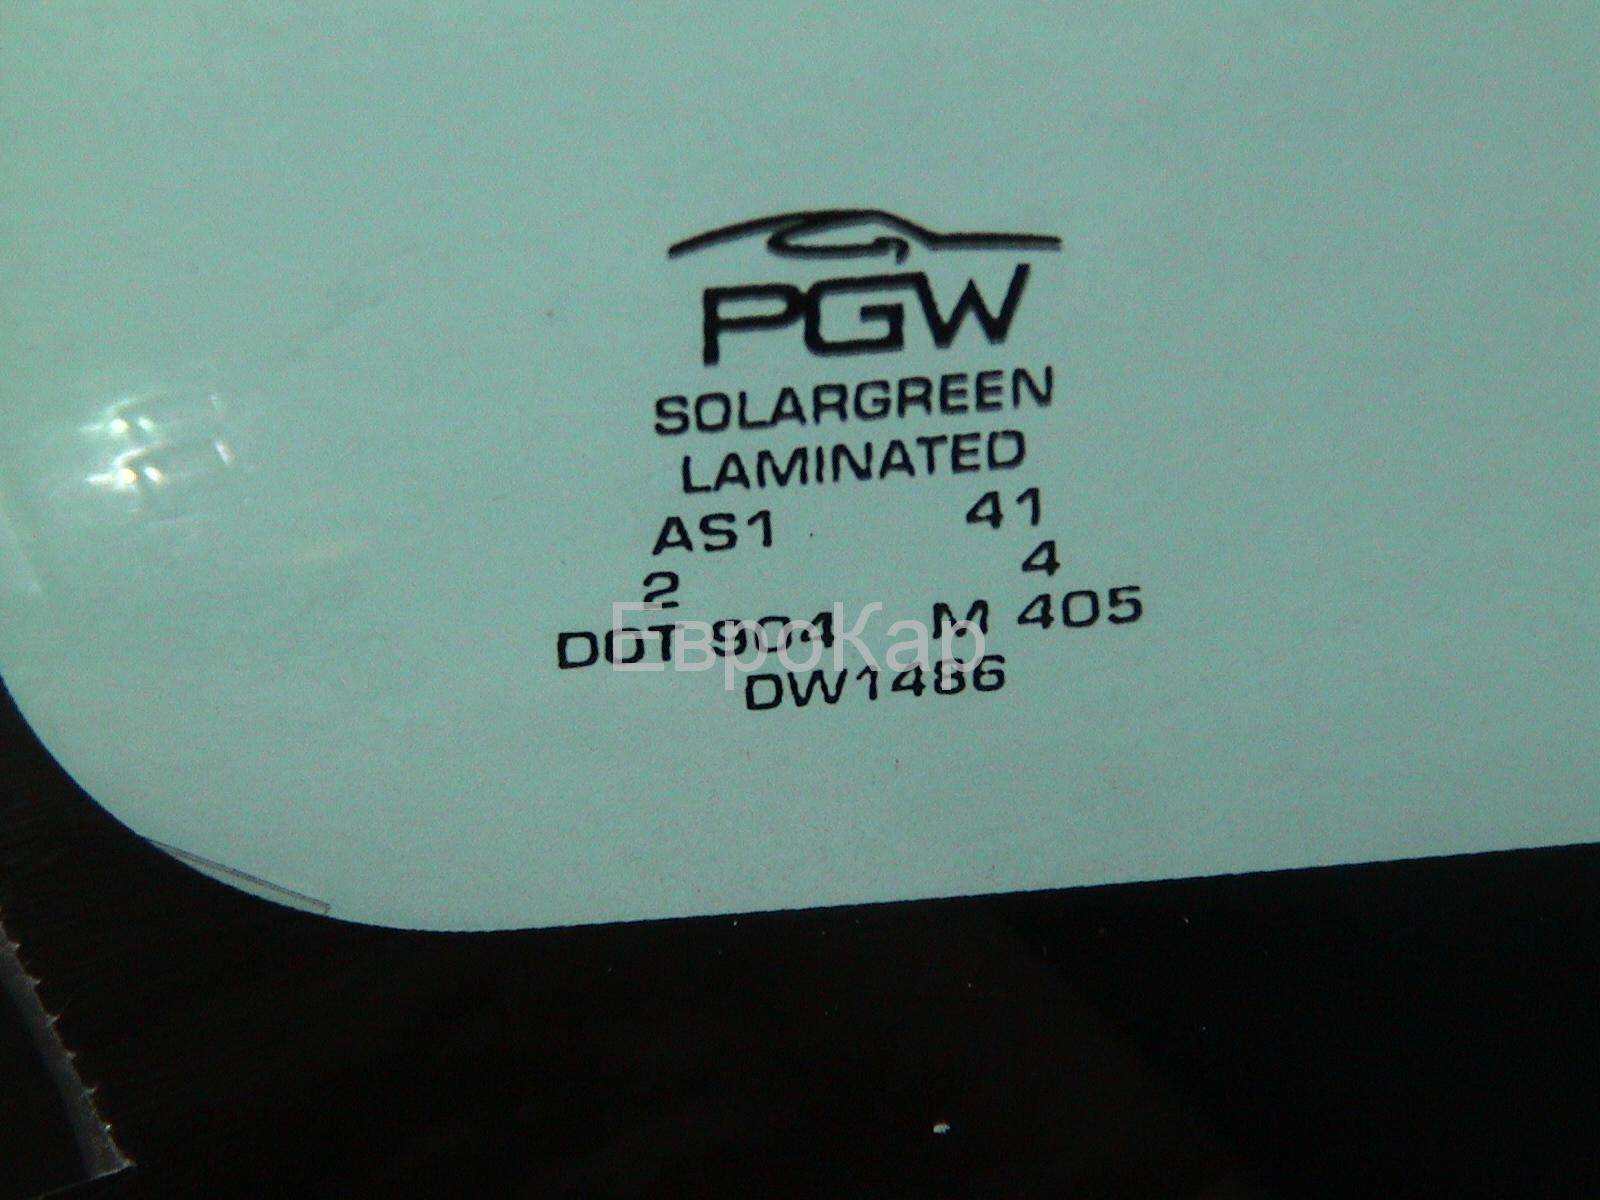 PGW
SOLARGREEN
LAMINATED
AS1 41
2 4
DOT 904 M 405
DW1486
ЕвроКар